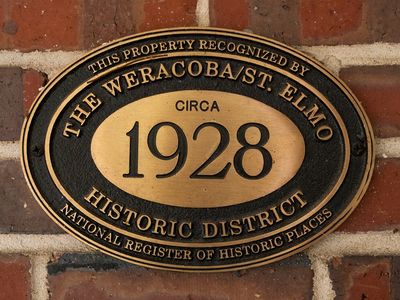 THIS PROPERTY RECOGNIZED BY
THE WERACOBA/ST. ELMO
CIRCA
1928
HISTORIC DISTRICT
NATIONAL REGISTER OF HISTORIC PLACES